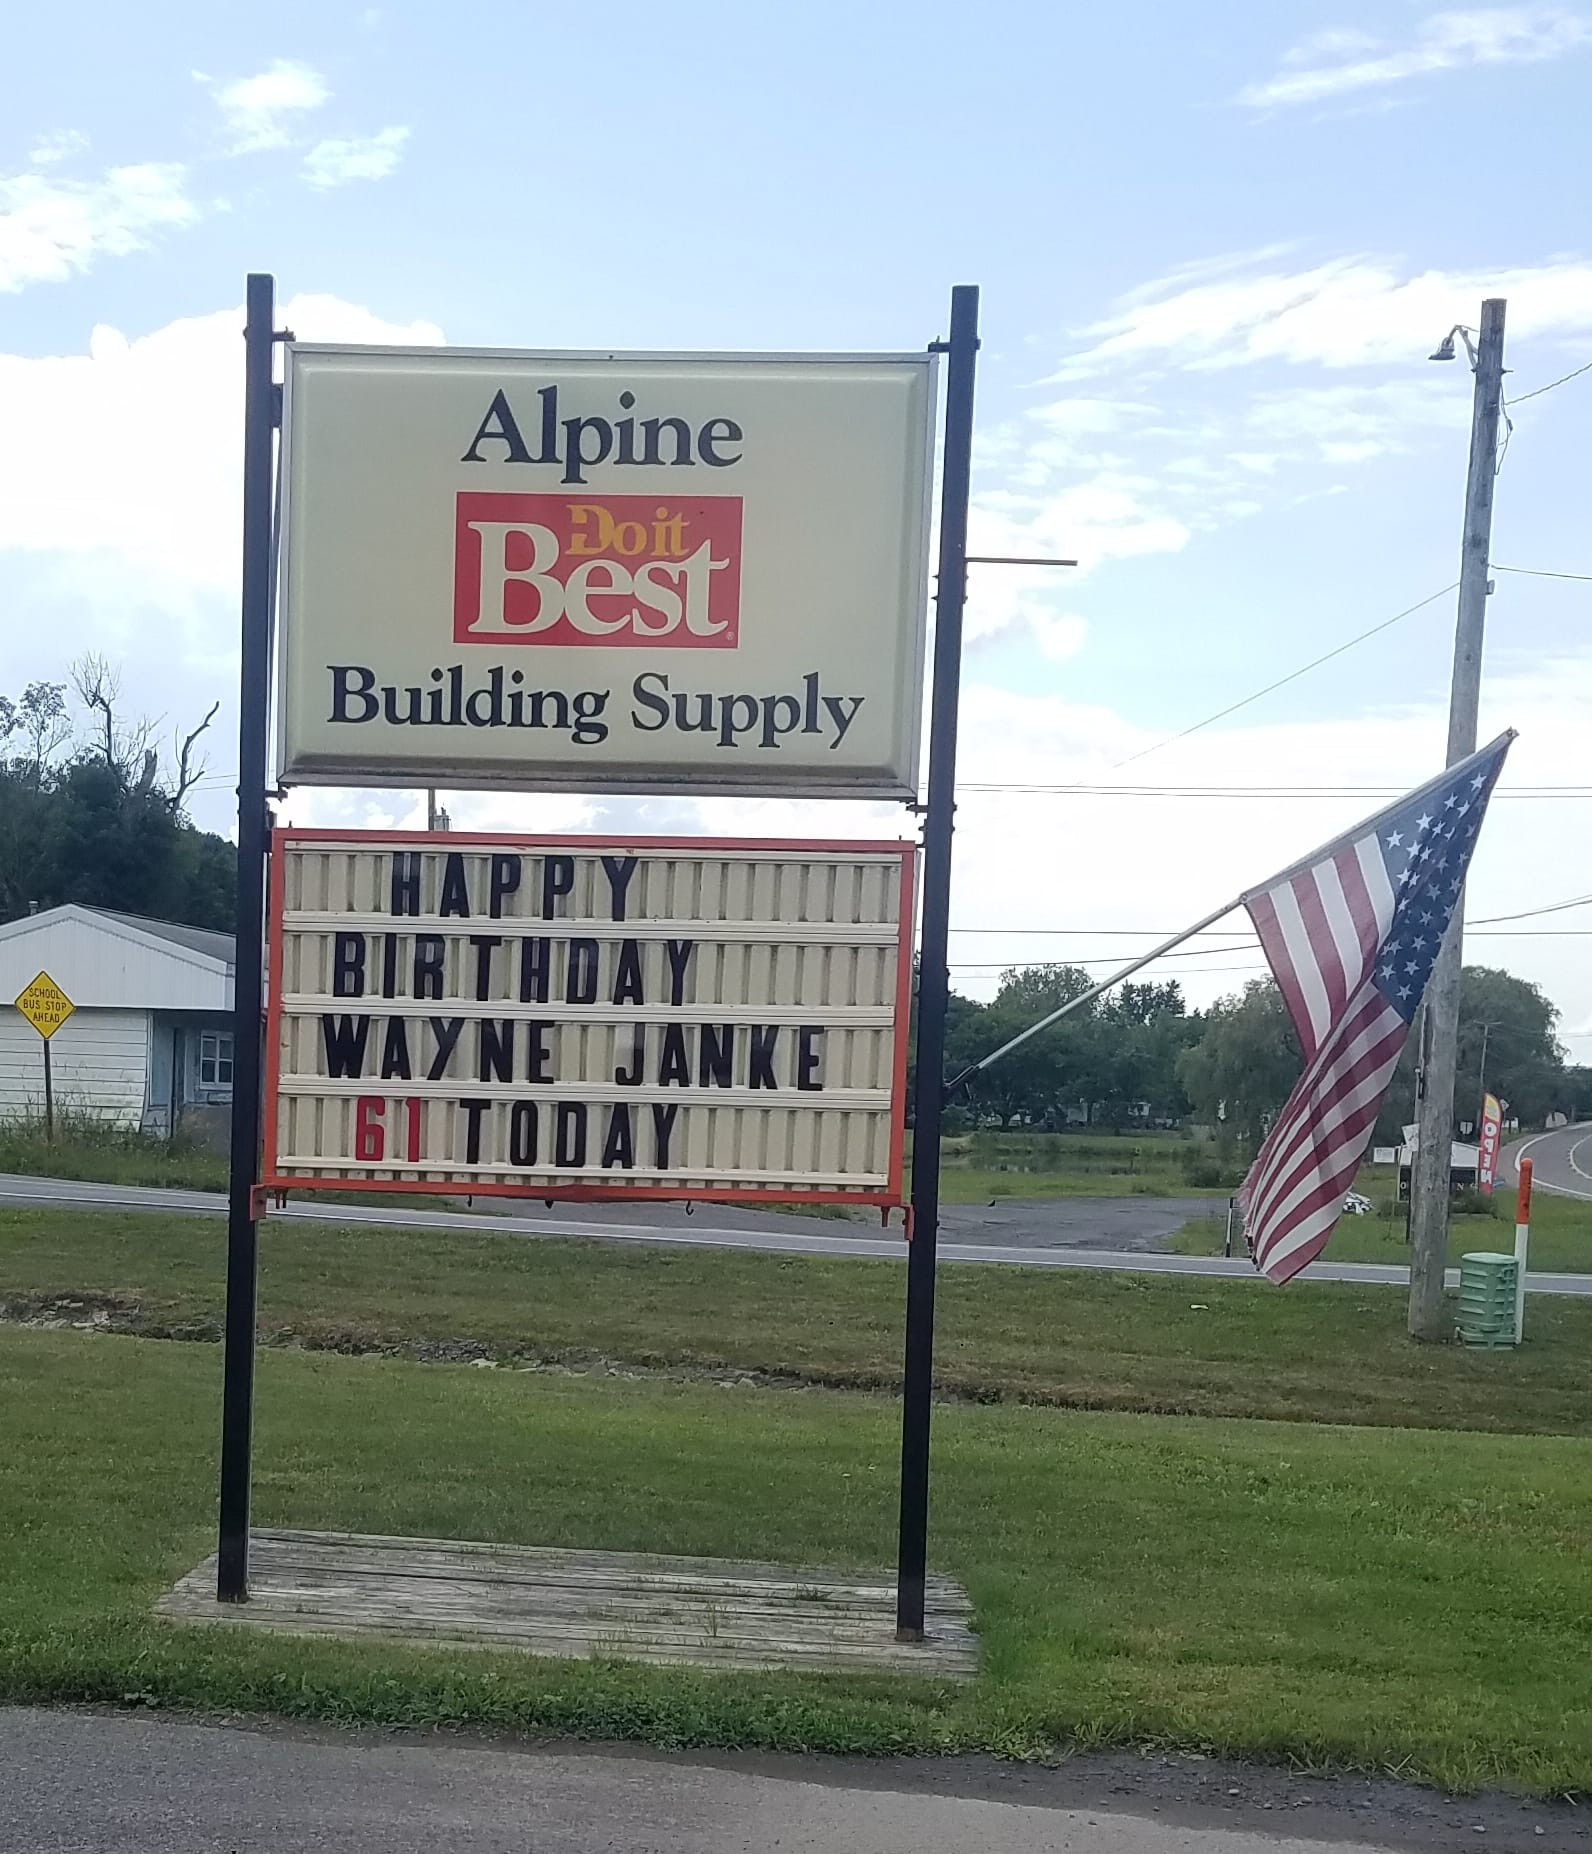 Alpine
Do it
Best
Building Supply
HAPPY
BIRTHDAY
WAYNE JANKE
61 TODAY
SCHOOL
BUS STOP
AHEAD
OPEN